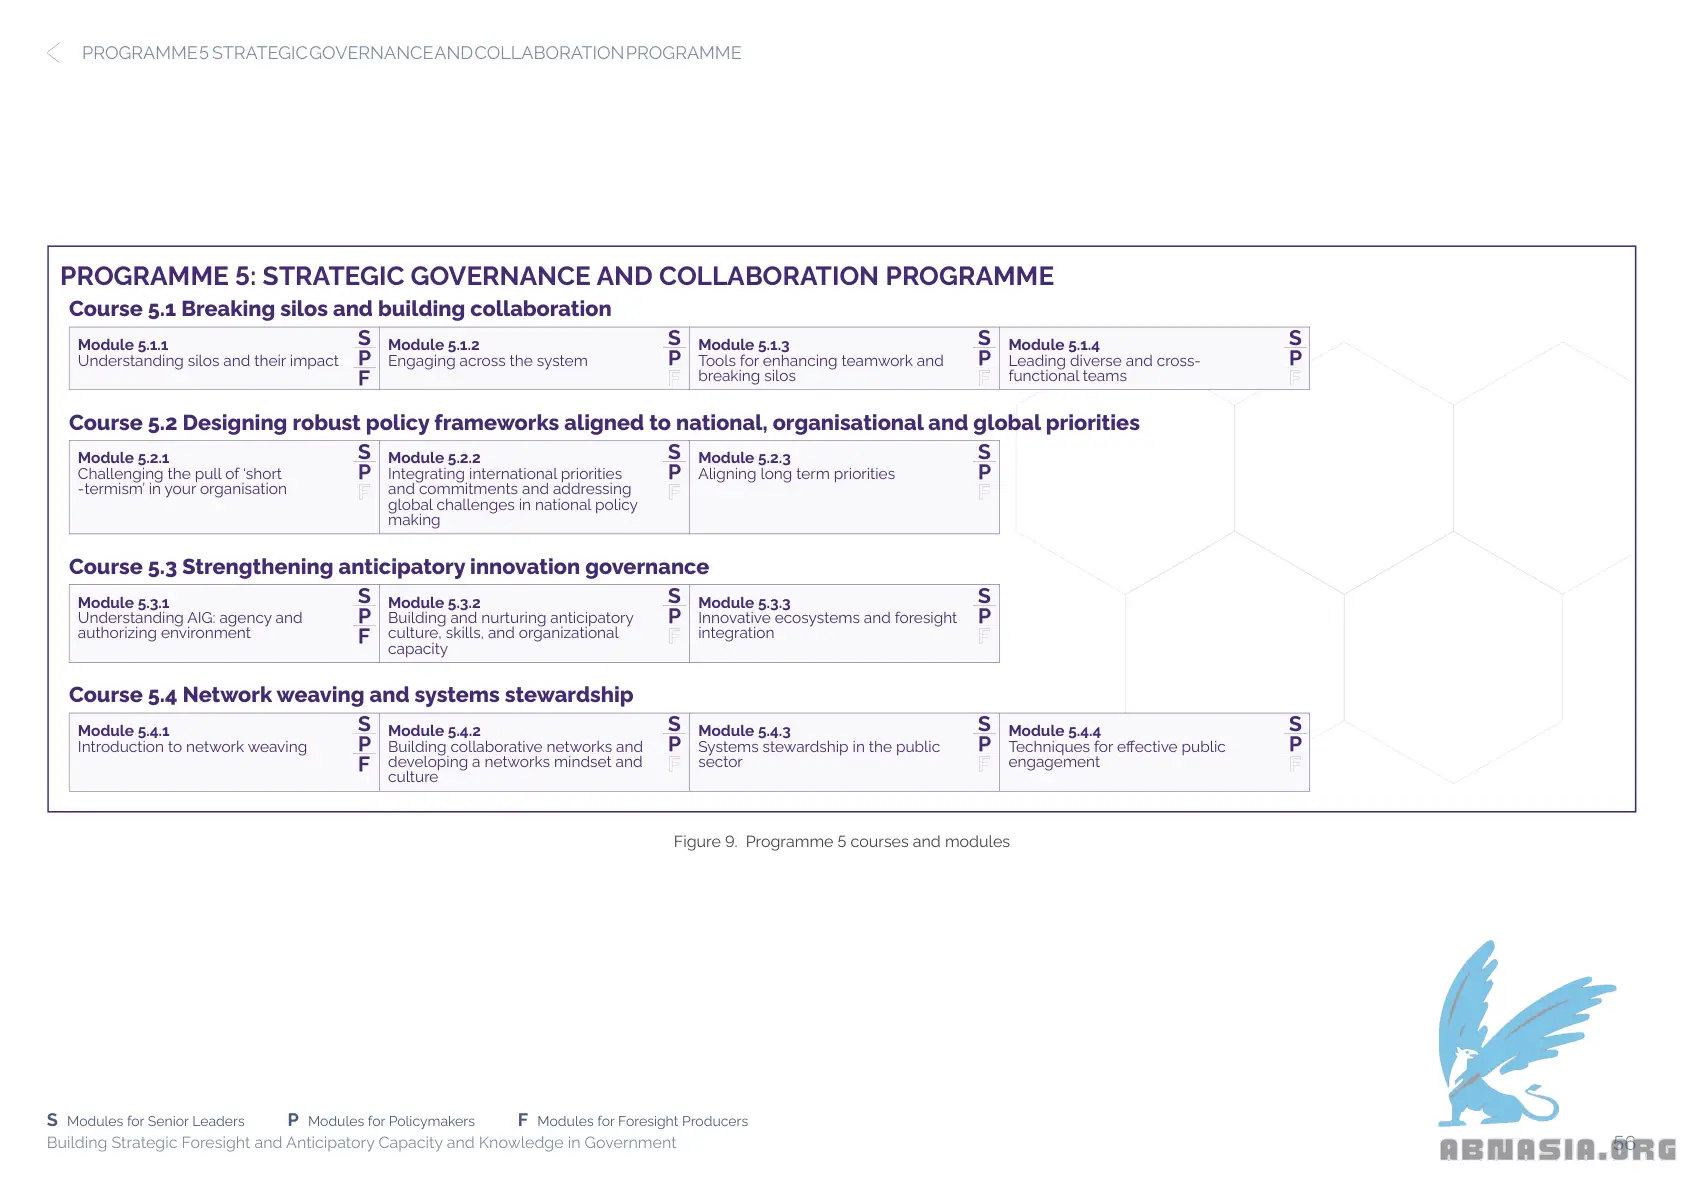 PROGRAMME 5 STRATEGIC GOVERNANCE AND COLLABORATION PROGRAMME
PROGRAMME 5: STRATEGIC GOVERNANCE AND COLLABORATION PROGRAMME
Course 5.1 Breaking silos and building collaboration
Module 5.1.1
Understanding silos and their impact
S
P
F
Module 5.1.2
Engaging across the system
S
P
F
Module 5.1.3
Tools for enhancing teamwork and
breaking silos
S
P
F
Module 5.1.4
Leading diverse and cross-
functional teams
S
P
F
Course 5.2 Designing robust policy frameworks aligned to national, organisational and global priorities
Module 5.2.1
Challenging the pull of ‘short
-termism’ in your organisation
S
P
F
Module 5.2.2
Integrating international priorities
and commitments and addressing
global challenges in national policy
making
S
P
F
Module 5.2.3
Aligning long term priorities
S
P
F
Course 5.3 Strengthening anticipatory innovation governance
Module 5.3.1
Understanding AIG: agency and
authorizing environment
S
P
F
Module 5.3.2
Building and nurturing anticipatory
culture, skills, and organizational
capacity
S
P
F
Module 5.3.3
Innovative ecosystems and foresight
integration
S
P
F
Course 5.4 Network weaving and systems stewardship
Module 5.4.1
Introduction to network weaving
S
P
F
Module 5.4.2
Building collaborative networks and
developing a networks mindset and
culture
S
P
F
Module 5.4.3
Systems stewardship in the public
sector
S
P
F
Module 5.4.4
Techniques for effective public
engagement
S
P
F
Figure 9. Programme 5 courses and modules
S Modules for Senior Leaders P Modules for Policymakers F Modules for Foresight Producers
Building Strategic Foresight and Anticipatory Capacity and Knowledge in Government
56
ABNASIA.ORG